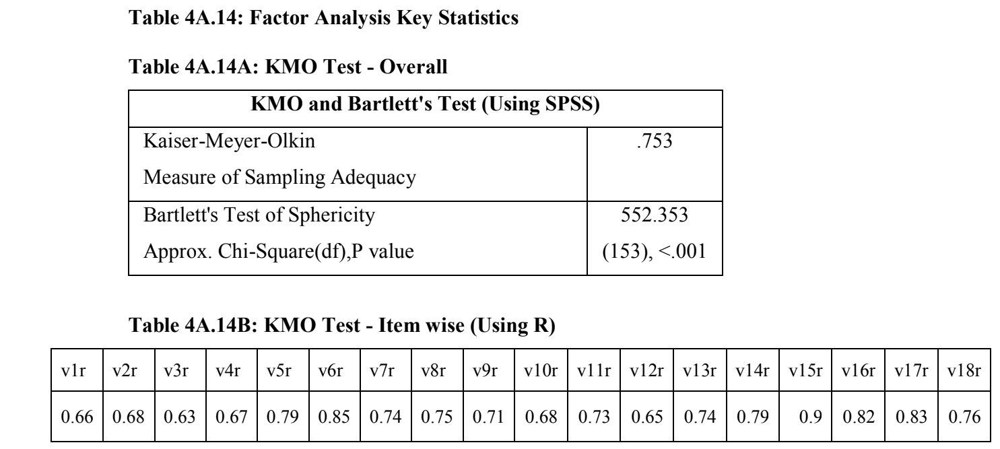 Table 4A.14: Factor Analysis Key Statistics
Table 4A.14A: KMO Test - Overall
KMO and Bartlett's Test (Using SPSS)
Kaiser-Meyer-Olkin .753
Measure of Sampling Adequacy
Bartlett's Test of Sphericity 552.353
Approx. Chi-Square(df),P value (153), <.001
Table 4A.14B: KMO Test - Item wise (Using R)
v1r v2r v3r v4r v5r v6r v7r v8r v9r v10r v11r v12r v13r v14r v15r v16r v17r v18r
0.66 0.68 0.63 0.67 0.79 0.85 0.74 0.75 0.71 0.68 0.73 0.65 0.74 0.79 0.9 0.82 0.83 0.76